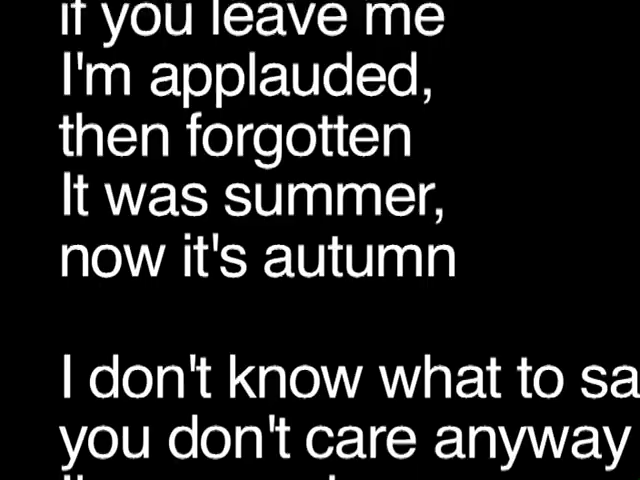 if you leave me
I'm applauded,
then forgotten
It was summer,
now it's autumn
I don't know what to sa
you don't care anyway